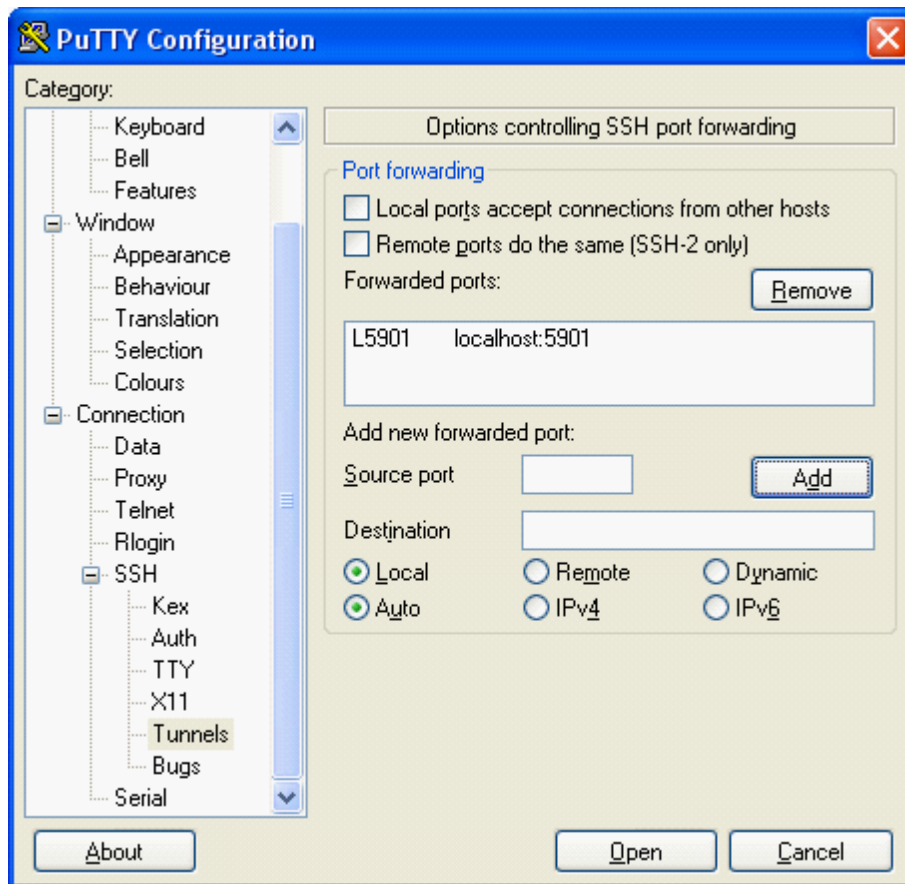 PuTTY Configuration
Category:
Keyboard
Bell
Features
Window
Appearance
Behaviour
Translation
Selection
Colours
Connection
Data
Proxy
Telnet
Rlogin
SSH
Kex
Auth
TTY
X11
Tunnels
Bugs
Serial
Options controlling SSH port forwarding
Port forwarding
Local ports accept connections from other hosts
Remote ports do the same (SSH-2 only)
Forwarded ports:
Remove
L5901 localhost:5901
Add new forwarded port:
Source port
Add
Destination
Local Remote Dynamic
Auto IPv4 IPv6
About Open Cancel